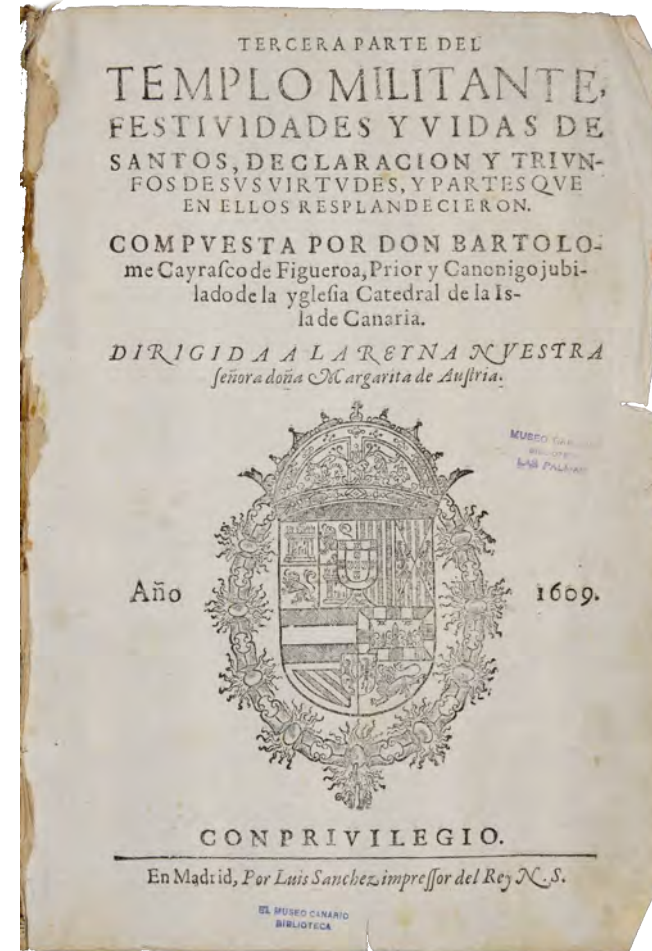 TERCERA PARTE DEL
TEMPLO MILITANTE,
FESTIVIDADES Y VIDAS DE
SANTOS, DECLARACION Y TRIVN-
FOS DE SVS VIRTVDES, Y PARTES QVE
EN ELLOS RESPLANDECIERON.
COMPVESTA POR DON BARTOLO-
me Cayraſco de Figueroa, Prior y Canonigo jubi-
lado de la ygleſia Catedral de la Iſ-
la de Canaria.
DIRIGIDA A LA REYNA NVESTRA
ſeñora doña Margarita de Auſtria.
MUSEO
LAS PALMAS
Año 1609.
CON PRIVILEGIO.
En Madrid, Por Luis Sanchez impreſſor del Rey N. S.
EL MUSEO CANARIO
BIBLIOTECA